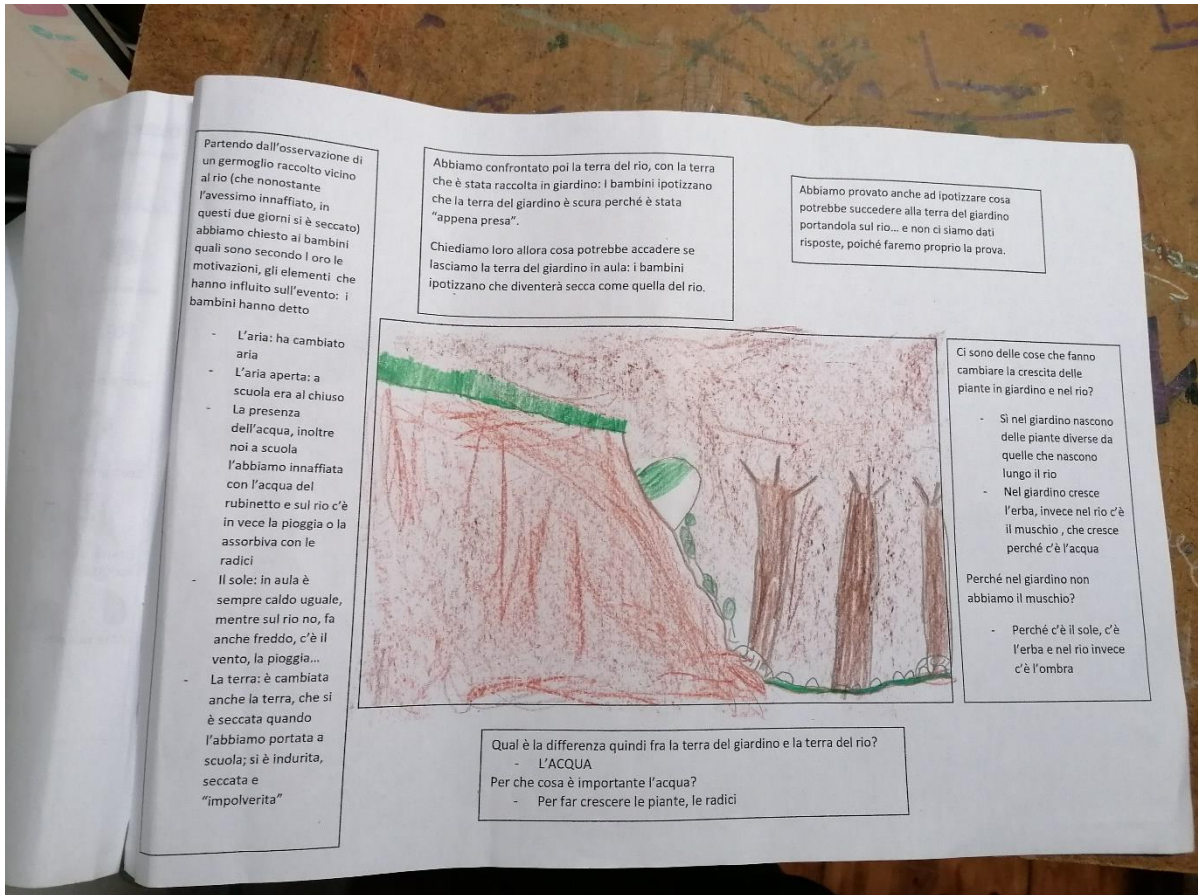 Partendo dall'osservazione di
un germoglio raccolto vicino
al rio (che nonostante
l'avessimo innaffiato, in
questi due giorni si è seccato)
abbiamo chiesto ai bambini
quali sono secondo l oro le
motivazioni, gli elementi che
hanno influito sull'evento: i
bambini hanno detto
- L'aria: ha cambiato
aria
- L'aria aperta: a
scuola era al chiuso
- La presenza
dell'acqua, inoltre
noi a scuola
l'abbiamo innaffiata
con l'acqua del
rubinetto e sul rio c'è
in vece la pioggia o la
assorbiva con le
radici
- Il sole: in aula è
sempre caldo uguale,
mentre sul rio no, fa
anche freddo, c'è il
vento, la pioggia...
- La terra: è cambiata
anche la terra, che si
è seccata quando
l'abbiamo portata a
scuola; si è indurita,
seccata e
"impolverita"
Abbiamo confrontato poi la terra del rio, con la terra
che è stata raccolta in giardino: I bambini ipotizzano
che la terra del giardino è scura perché è stata
"appena presa".
Chiediamo loro allora cosa potrebbe accadere se
lasciamo la terra del giardino in aula: i bambini
ipotizzano che diventerà secca come quella del rio.
Abbiamo provato anche ad ipotizzare cosa
potrebbe succedere alla terra del giardino
portandola sul rio... e non ci siamo dati
risposte, poiché faremo proprio la prova.
Ci sono delle cose che fanno
cambiare la crescita delle
piante in giardino e nel rio?
- Sì nel giardino nascono
delle piante diverse da
quelle che nascono
lungo il rio
- Nel giardino cresce
l'erba, invece nel rio c'è
il muschio , che cresce
perché c'è l'acqua
Perché nel giardino non
abbiamo il muschio?
- Perché c'è il sole, c'è
l'erba e nel rio invece
c'è l'ombra
Qual è la differenza quindi fra la terra del giardino e la terra del rio?
- L'ACQUA
Per che cosa è importante l'acqua?
- Per far crescere le piante, le radici